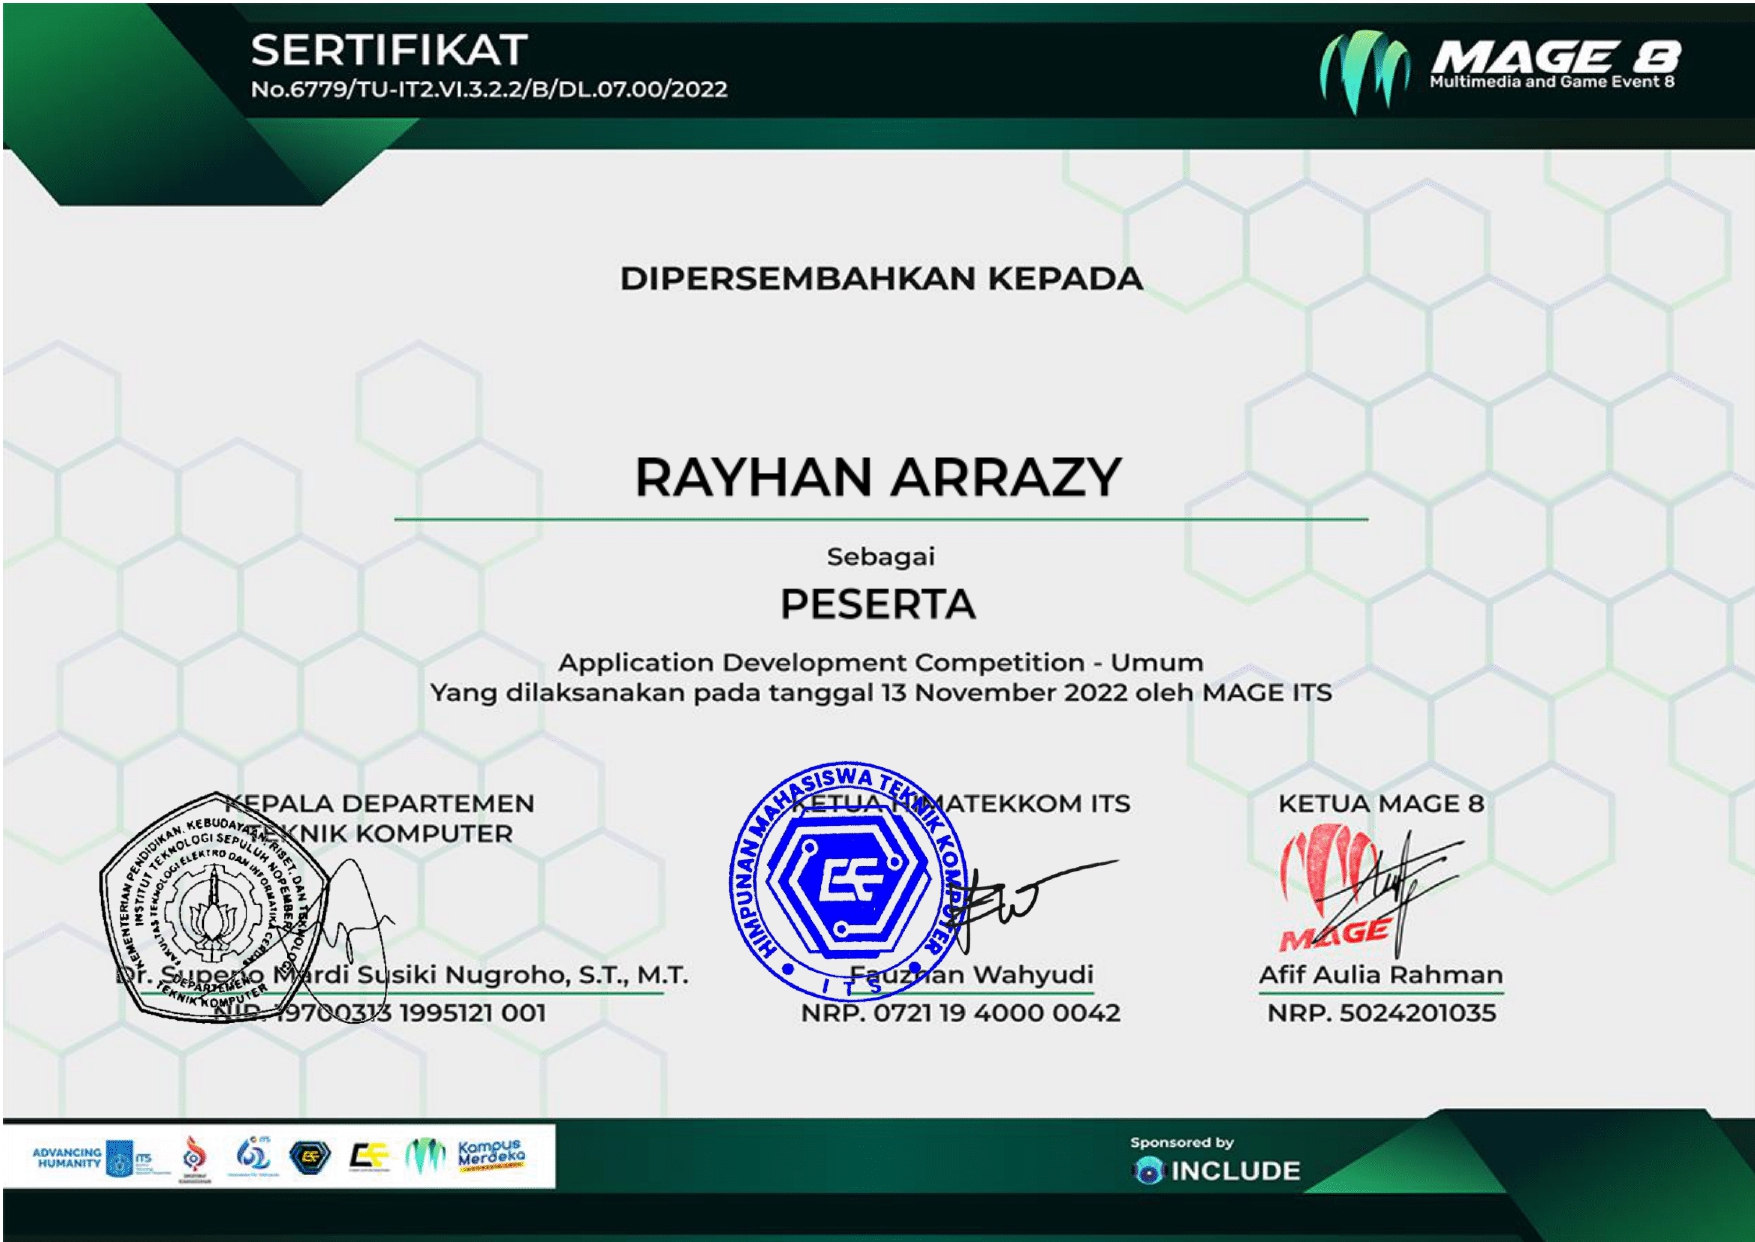 SERTIFIKAT
No.6779/TU-IT2.VI.3.2.2/B/DL.07.00/2022
MAGE 8
Multimedia and Game Event 8
DIPERSEMBAHKAN KEPADA
RAYHAN ARRAZY
Sebagai
PESERTA
Application Development Competition - Umum
Yang dilaksanakan pada tanggal 13 November 2022 oleh MAGE ITS
KEPALA DEPARTEMEN
TEKNIK KOMPUTER
KEMENTERIAN PENDIDIKAN, KEBUDAYAAN, RISET, DAN TEKNOLOGI
INSTITUT TEKNOLOGI SEPULUH NOPEMBER
FAKULTAS TEKNOLOGI ELEKTRO DAN INFORMATIKA CERDAS
DEPARTEMEN
TEKNIK KOMPUTER
Dr. Supeno Mardi Susiki Nugroho, S.T., M.T.
NIP. 19700313 1995121 001
KETUA HIMATEKKOM ITS
HIMPUNAN MAHASISWA TEKNIK KOMPUTER
ITS
Fauzhan Wahyudi
NRP. 0721 19 4000 0042
KETUA MAGE 8
MAGE
Afif Aulia Rahman
NRP. 5024201035
ADVANCING
HUMANITY
ITS
Kampus
Merdeka
Sponsored by
INCLUDE